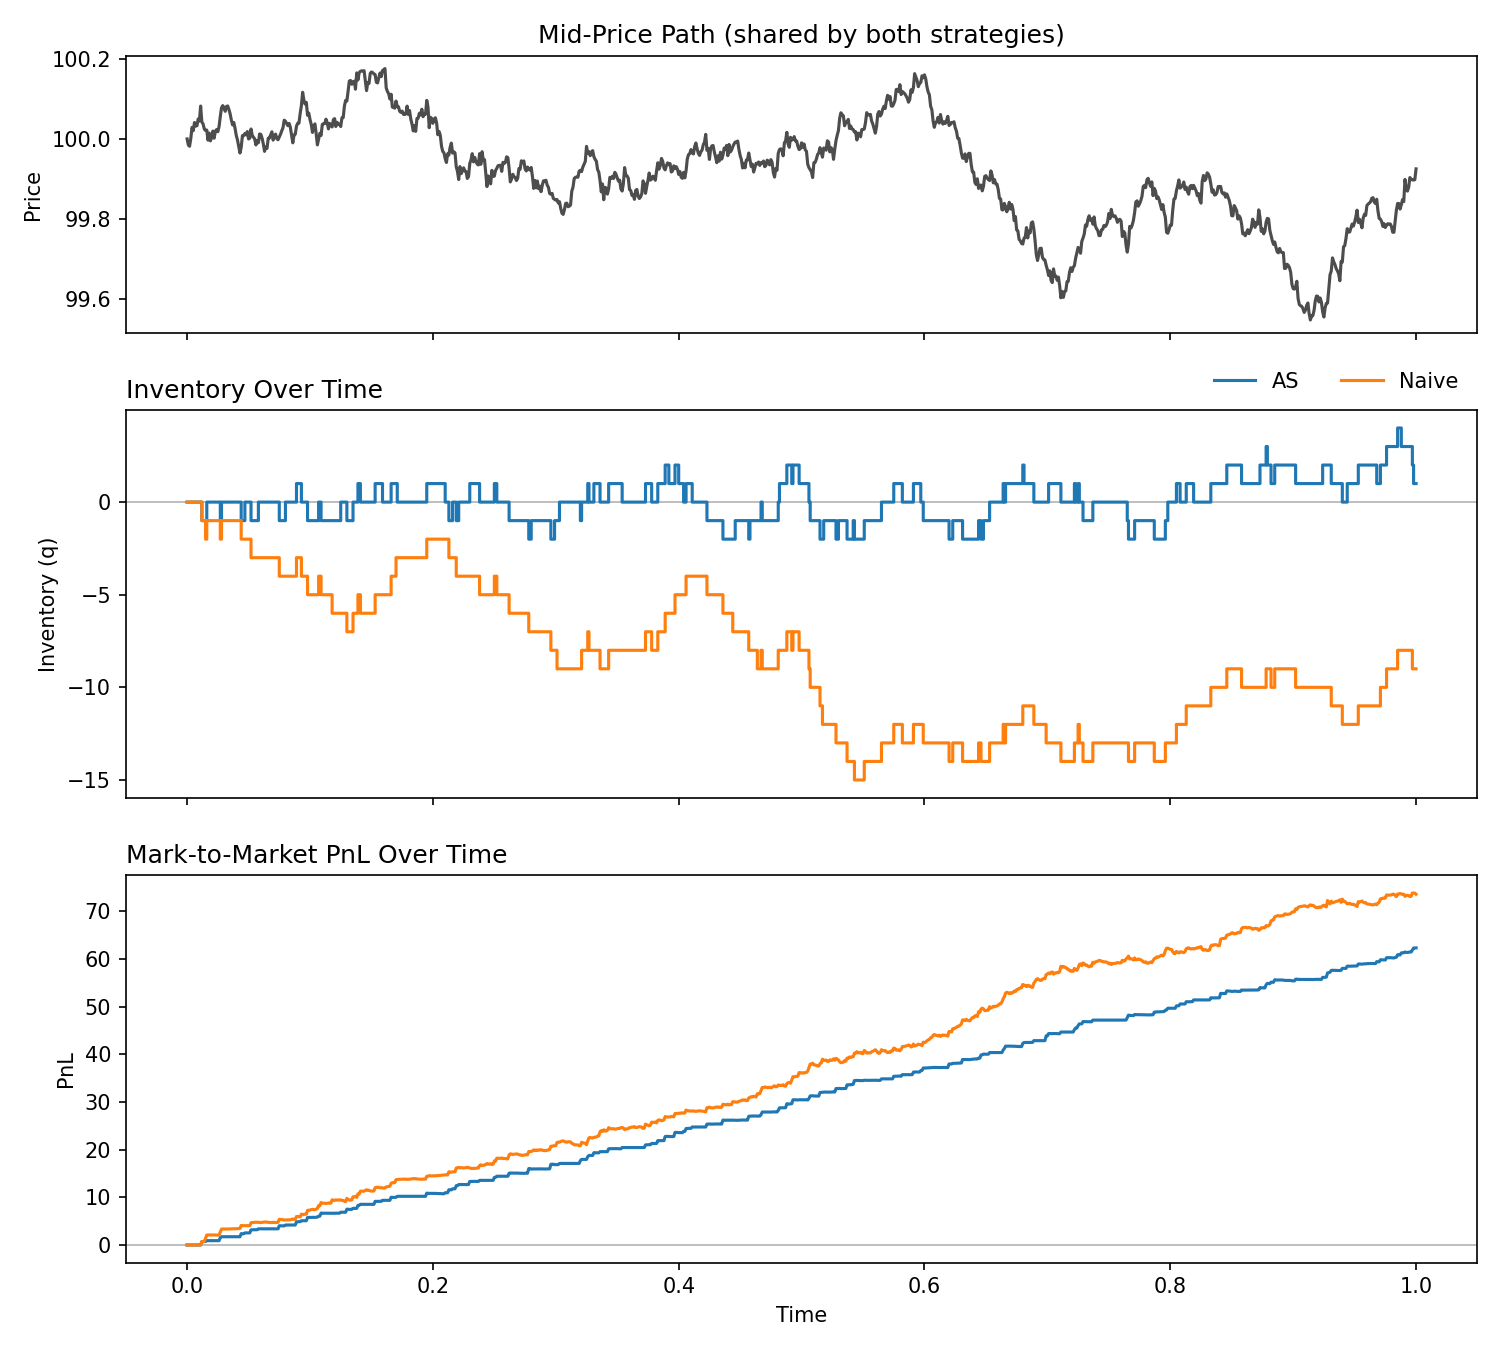 Mid-Price Path (shared by both strategies)
100.2
100.0
99.8
99.6
Price
Inventory Over Time
AS
Naive
0
−5
−10
−15
Inventory (q)
Mark-to-Market PnL Over Time
70
60
50
40
30
20
10
0
PnL
0.0 0.2 0.4 0.6 0.8 1.0
Time